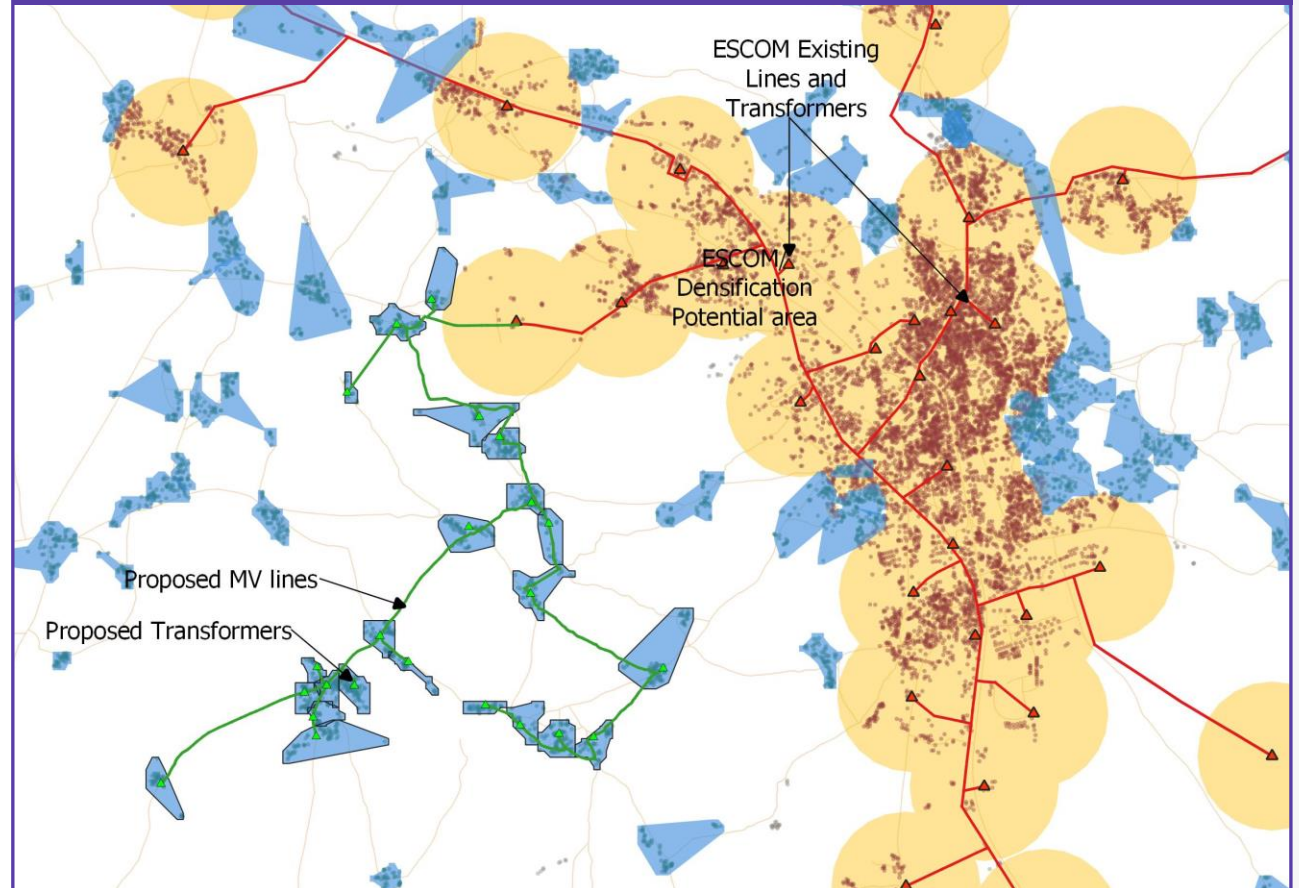 ESCOM Existing
Lines and
Transformers
ESCOM
Densification
Potential area
Proposed MV lines
Proposed Transformers